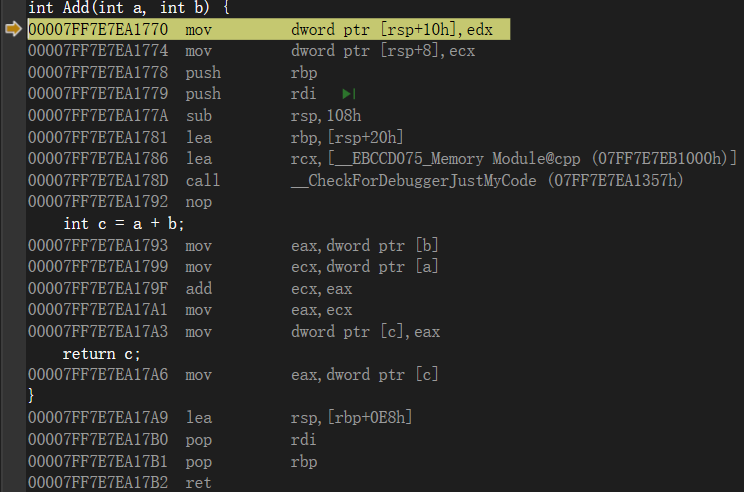 int Add(int a, int b) {
00007FF7E7EA1770  mov         dword ptr [rsp+10h],edx
00007FF7E7EA1774  mov         dword ptr [rsp+8],ecx
00007FF7E7EA1778  push        rbp
00007FF7E7EA1779  push        rdi
00007FF7E7EA177A  sub         rsp,108h
00007FF7E7EA1781  lea         rbp,[rsp+20h]
00007FF7E7EA1786  lea         rcx,[__EBCCD075_Memory Module@cpp (07FF7E7EB1000h)]
00007FF7E7EA178D  call        __CheckForDebuggerJustMyCode (07FF7E7EA1357h)
00007FF7E7EA1792  nop
    int c = a + b;
00007FF7E7EA1793  mov         eax,dword ptr [b]
00007FF7E7EA1799  mov         ecx,dword ptr [a]
00007FF7E7EA179F  add         ecx,eax
00007FF7E7EA17A1  mov         eax,ecx
00007FF7E7EA17A3  mov         dword ptr [c],eax
    return c;
00007FF7E7EA17A6  mov         eax,dword ptr [c]
}
00007FF7E7EA17A9  lea         rsp,[rbp+0E8h]
00007FF7E7EA17B0  pop         rdi
00007FF7E7EA17B1  pop         rbp
00007FF7E7EA17B2  ret